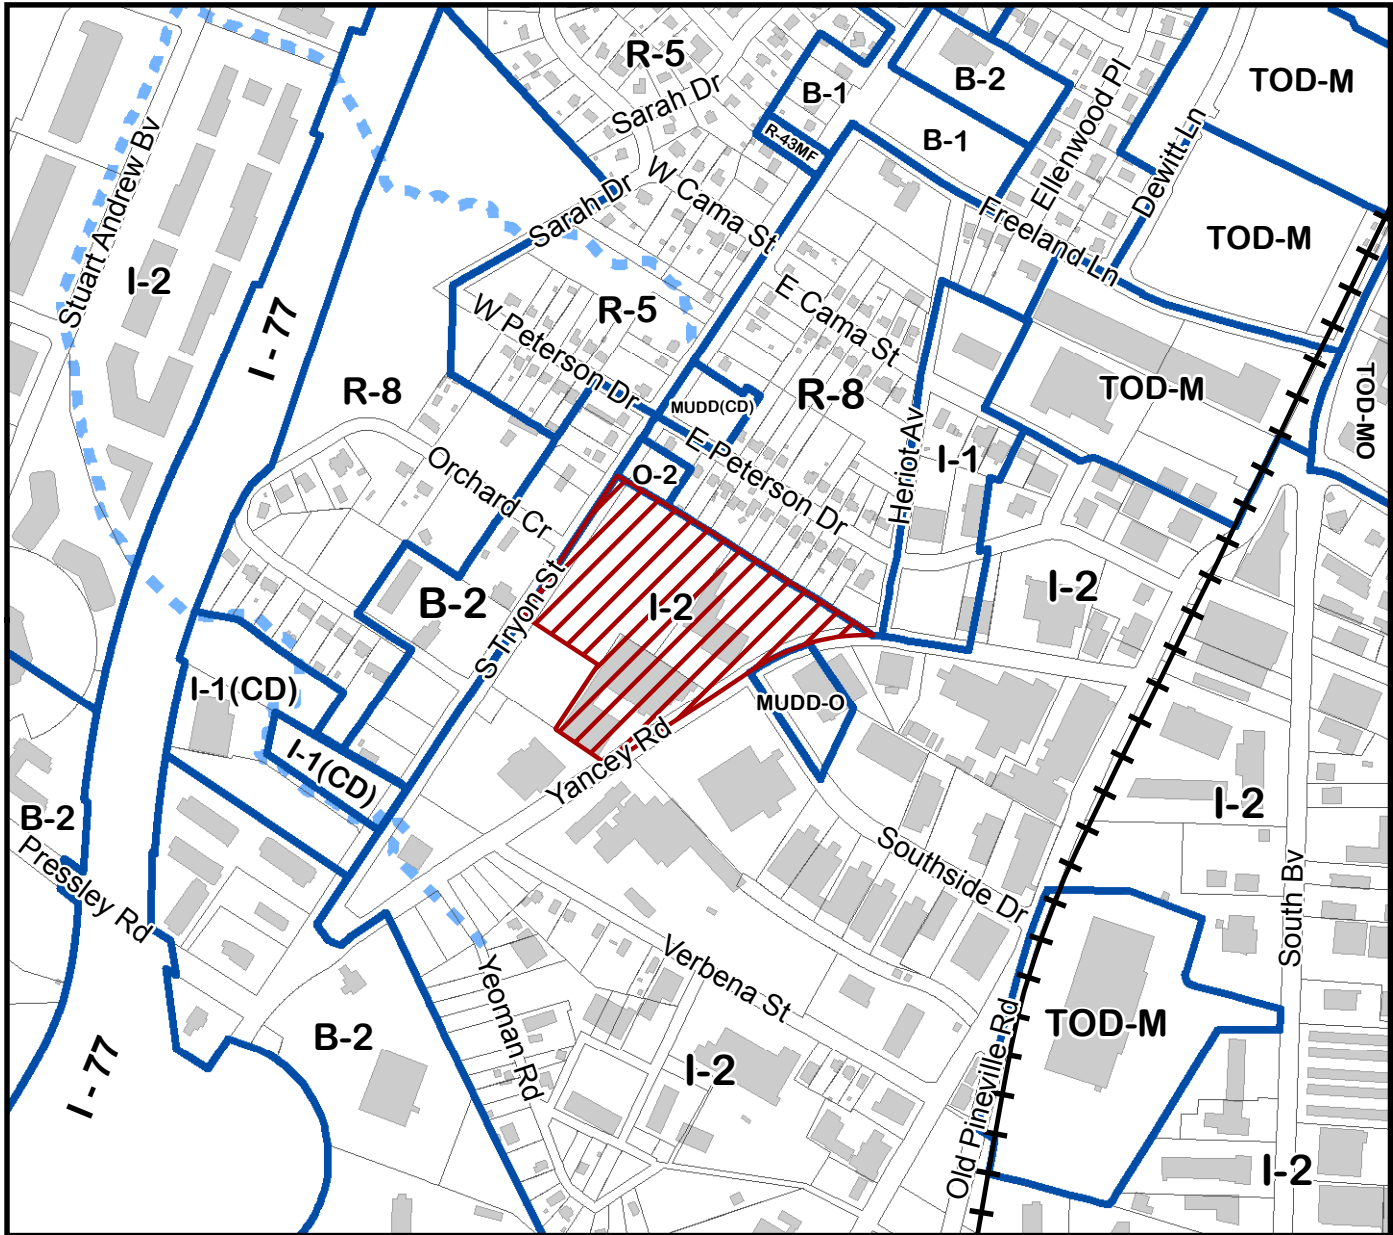 R-5
Sarah Dr
B-1
B-2
Ellenwood Pl
TOD-M
R-43MF
B-1
Dewitt Ln
Stuart Andrew Bv
W Cama St
Sarah Dr
Freeland Ln
TOD-M
I-2
I - 77
R-5
W Peterson Dr
E Cama St
R-8
MUDD(CD)
R-8
TOD-M
TOD-MO
Orchard Cr
O-2
E Peterson Dr
Heriot Av
I-1
B-2
S Tryon St
I-2
I-2
I-1(CD)
MUDD-O
I-1(CD)
Yancey Rd
B-2
Pressley Rd
I-2
Southside Dr
South Bv
Verbena St
Yeoman Rd
B-2
I - 77
I-2
Old Pineville Rd
TOD-M
I-2